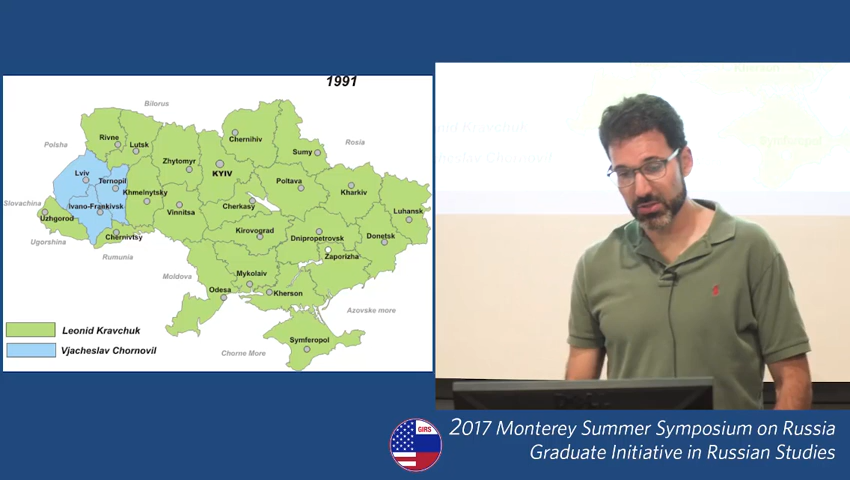 1991
Bilorus
Polsha
Rosia
Chernihiv
Rivne
Lutsk
Sumy
Zhytomyr
KYIV
Lviv
Ternopil
Poltava
Kharkiv
Khmelnytsky
Slovachina
Ivano-Frankivsk
Vinnitsa
Cherkasy
Luhansk
Uzhgorod
Kirovograd
Dnipropetrovsk
Donetsk
Ugorshina
Chernivtsy
Zaporizha
Rumunia
Moldova
Mykolaiv
Odesa
Kherson
Azovske more
Leonid Kravchuk
Symferopol
Vjacheslav Chornovil
Chorne More
GIRS
2017 Monterey Summer Symposium on Russia
Graduate Initiative in Russian Studies